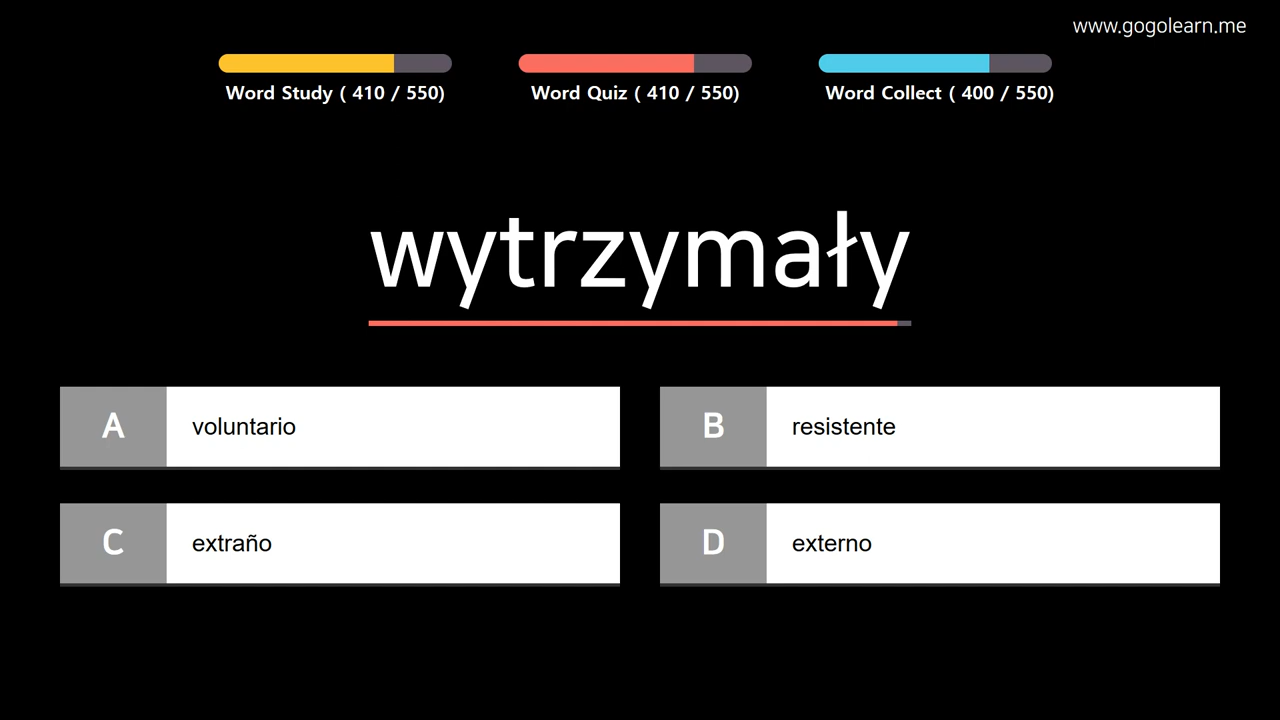 www.gogolearn.me
Word Study ( 410 / 550)
Word Quiz ( 410 / 550)
Word Collect ( 400 / 550)
wytrzymały
A voluntario
B resistente
C extraño
D externo